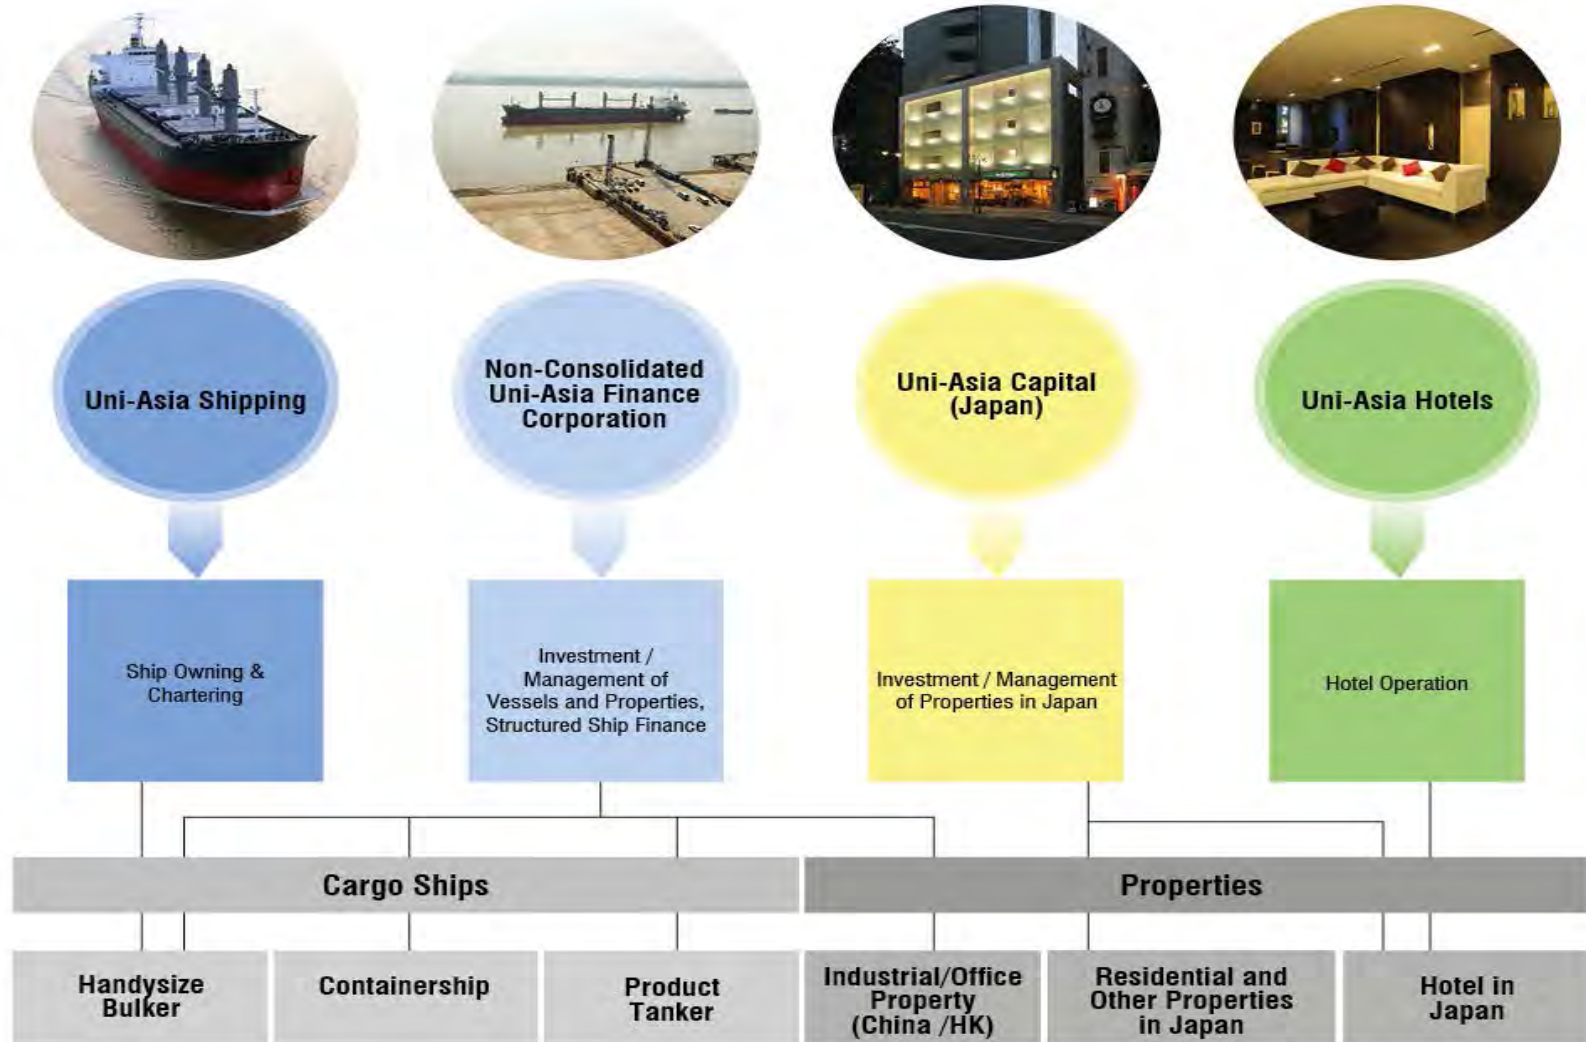 Uni-Asia Shipping
Non-Consolidated
Uni-Asia Finance
Corporation
Uni-Asia Capital
(Japan)
Uni-Asia Hotels
Ship Owning &
Chartering
Investment /
Management of
Vessels and Properties,
Structured Ship Finance
Investment / Management
of Properties in Japan
Hotel Operation
Cargo Ships
Properties
Handysize
Bulker
Containership
Product
Tanker
Industrial/Office
Property
(China /HK)
Residential and
Other Properties
in Japan
Hotel in
Japan